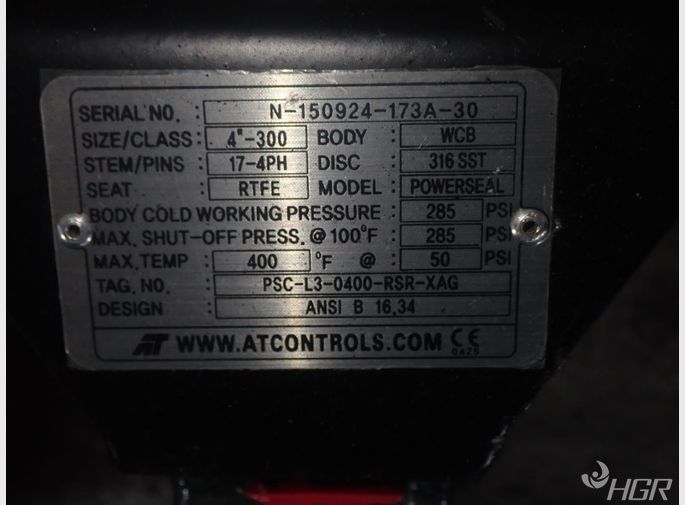 SERIAL NO. : N-150924-173A-30
SIZE/CLASS : 4"-300 BODY : WCB
STEM/PINS : 17-4PH DISC : 316 SST
SEAT : RTFE MODEL : POWERSEAL
BODY COLD WORKING PRESSURE : 285 PSI
MAX. SHUT-OFF PRESS. @ 100°F : 285 PSI
MAX. TEMP : 400 °F @ : 50 PSI
TAG. NO. : PSC-L3-0400-RSR-XAG
DESIGN : ANSI B 16,34
AT WWW.ATCONTROLS.COM CE
0425
HGR